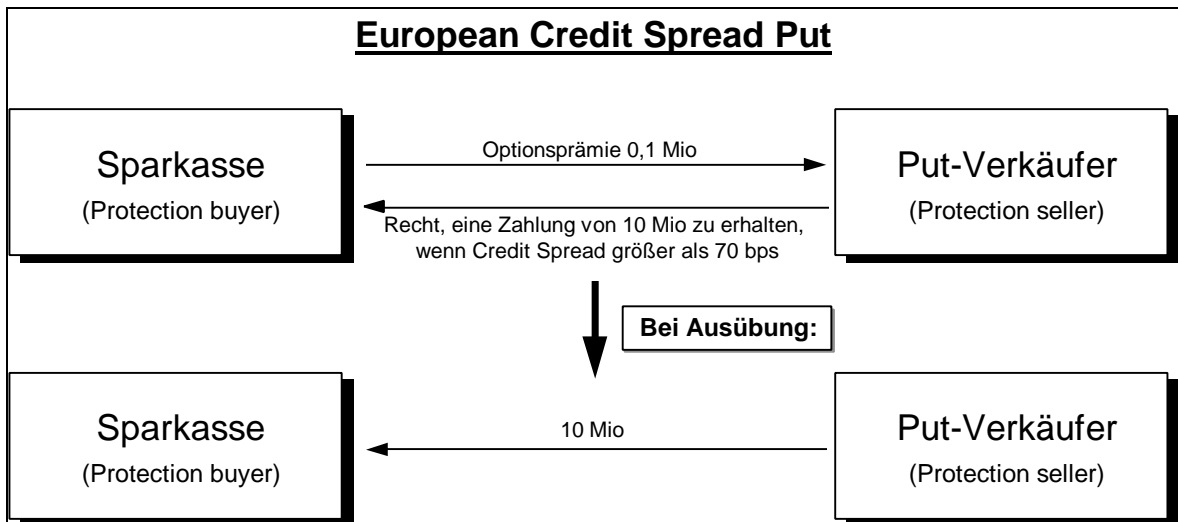 European Credit Spread Put
Sparkasse
(Protection buyer)
Optionsprämie 0,1 Mio
Put-Verkäufer
(Protection seller)
Recht, eine Zahlung von 10 Mio zu erhalten,
wenn Credit Spread größer als 70 bps
Bei Ausübung:
Sparkasse
(Protection buyer)
10 Mio
Put-Verkäufer
(Protection seller)